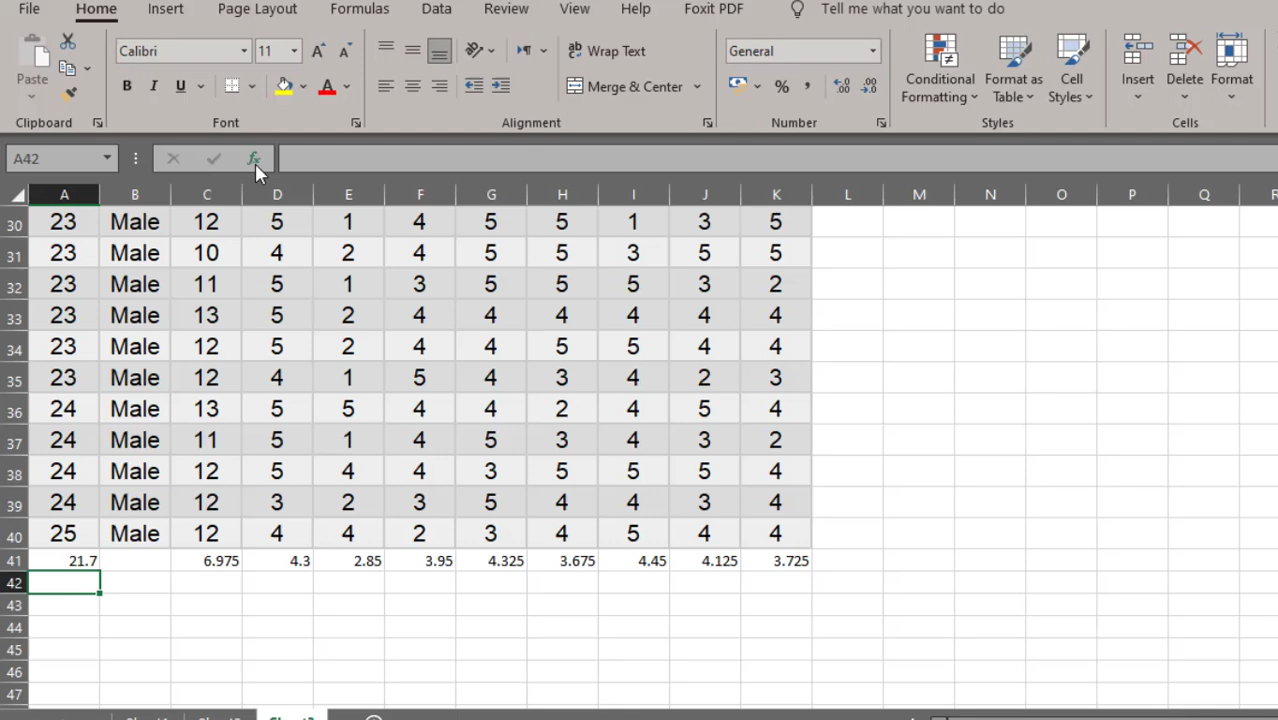 File Home Insert Page Layout Formulas Data Review View Help Foxit PDF Tell me what you want to do
Paste
Calibri 11
B I U A
Wrap Text
Merge & Center
General
%
Conditional Formatting
Format as Table
Cell Styles
Insert Delete Format
Clipboard Font Alignment Number Styles Cells
A42 fx
A B C D E F G H I J K L M N O P Q R
30 23 Male 12 5 1 4 5 5 1 3 5
31 23 Male 10 4 2 4 5 5 3 5 5
32 23 Male 11 5 1 3 5 5 5 3 2
33 23 Male 13 5 2 4 4 4 4 4 4
34 23 Male 12 5 2 4 4 5 5 4 4
35 23 Male 12 4 1 5 4 3 4 2 3
36 24 Male 13 5 5 4 4 2 4 5 4
37 24 Male 11 5 1 4 5 3 4 3 2
38 24 Male 12 5 4 4 3 5 5 5 4
39 24 Male 12 3 2 3 5 4 4 3 4
40 25 Male 12 4 4 2 3 4 5 4 4
41 21.7 6.975 4.3 2.85 3.95 4.325 3.675 4.45 4.125 3.725
42
43
44
45
46
47